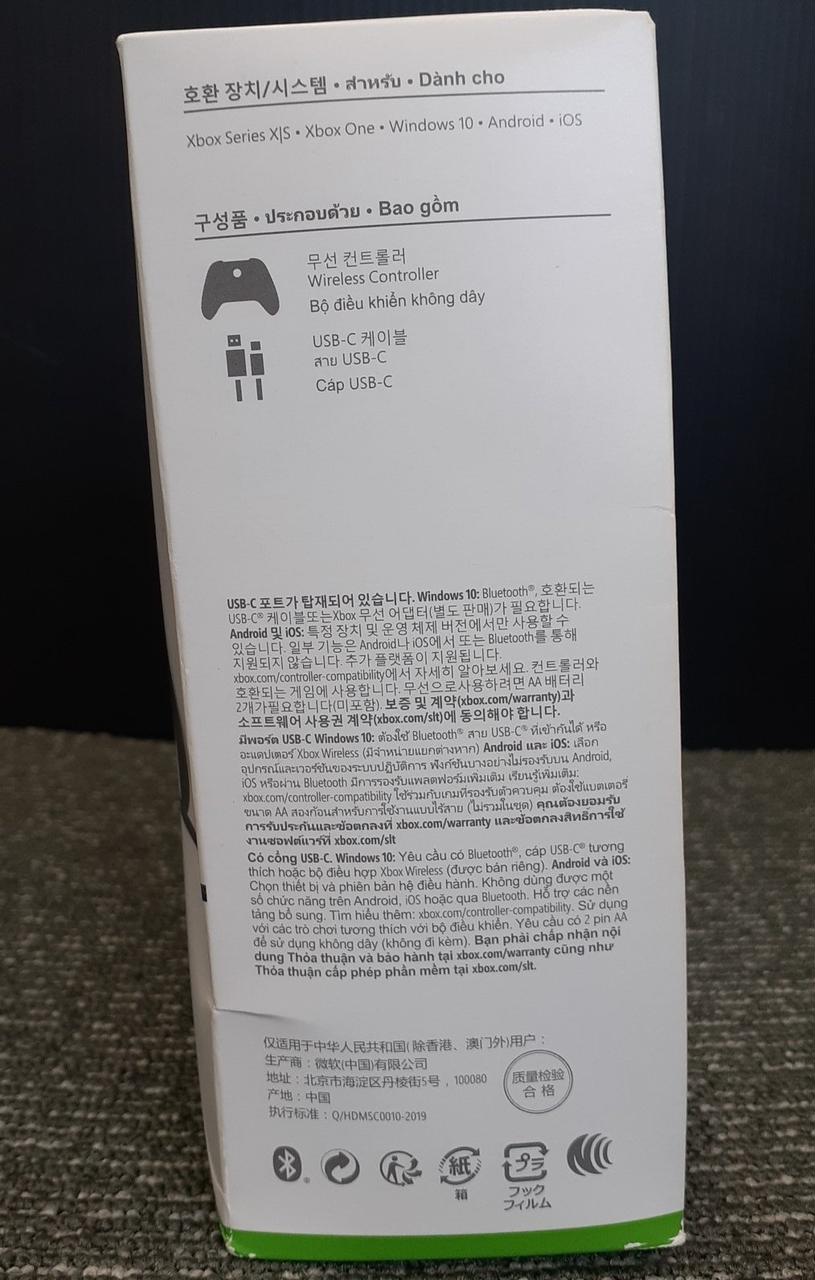 호환 장치/시스템 • สำหรับ • Dành cho
Xbox Series X|S • Xbox One • Windows 10 • Android • iOS
구성품 • ประกอบด้วย • Bao gồm
무선 컨트롤러
Wireless Controller
Bộ điều khiển không dây
USB-C 케이블
สาย USB-C
Cáp USB-C
USB-C 포트가 탑재되어 있습니다. Windows 10: Bluetooth®, 호환되는
USB-C® 케이블또는Xbox 무선 어댑터(별도 판매)가 필요합니다.
Android 및 iOS: 특정 장치 및 운영 체제 버전에서만 사용할 수
있습니다. 일부 기능은 Android나 iOS에서 또는 Bluetooth를 통해
지원되지 않습니다. 추가 플랫폼이 지원됩니다.
xbox.com/controller-compatibility에서 자세히 알아보세요. 컨트롤러와
호환되는 게임에 사용합니다. 무선으로사용하려면 AA 배터리
2개가필요합니다(미포함). 보증 및 계약(xbox.com/warranty)과
소프트웨어 사용권 계약(xbox.com/slt)에 동의해야 합니다.
มีพอร์ต USB-C Windows 10: ต้องใช้ Bluetooth® สาย USB-C® ที่เข้ากันได้ หรือ
อะแดปเตอร์ Xbox Wireless (มีจำหน่ายแยกต่างหาก) Android และ iOS: เลือก
อุปกรณ์และเวอร์ชันของระบบปฏิบัติการ ฟังก์ชันบางอย่างไม่รองรับบน Android,
iOS หรือผ่าน Bluetooth มีการรองรับแพลตฟอร์มเพิ่มเติม เรียนรู้เพิ่มเติม:
xbox.com/controller-compatibility ใช้ร่วมกับเกมที่รองรับตัวควบคุม ต้องใช้แบตเตอรี่
ขนาด AA สองก้อนสำหรับการใช้งานแบบไร้สาย (ไม่รวมในชุด) คุณต้องยอมรับ
การรับประกันและข้อตกลงที่ xbox.com/warranty และข้อตกลงสิทธิ์การใช้
งานซอฟต์แวร์ที่ xbox.com/slt
Có cổng USB-C. Windows 10: Yêu cầu có Bluetooth®, cáp USB-C® tương
thích hoặc bộ điều hợp Xbox Wireless (được bán riêng). Android và iOS:
Chọn thiết bị và phiên bản hệ điều hành. Không dùng được một
số chức năng trên Android, iOS hoặc qua Bluetooth. Hỗ trợ các nền
tảng bổ sung. Tìm hiểu thêm: xbox.com/controller-compatibility. Sử dụng
với các trò chơi tương thích với bộ điều khiển. Yêu cầu có 2 pin AA
để sử dụng không dây (không đi kèm). Bạn phải chấp nhận nội
dung Thỏa thuận và bảo hành tại xbox.com/warranty cũng như
Thỏa thuận cấp phép phần mềm tại xbox.com/slt.
仅适用于中华人民共和国( 除香港、澳门外)用户：
生产商：微软(中国)有限公司
地址：北京市海淀区丹棱街5号，100080
产地：中国
执行标准：Q/HDMSC0010-2019
质量检验
合格
紙
箱
プラ
フック
フィルム